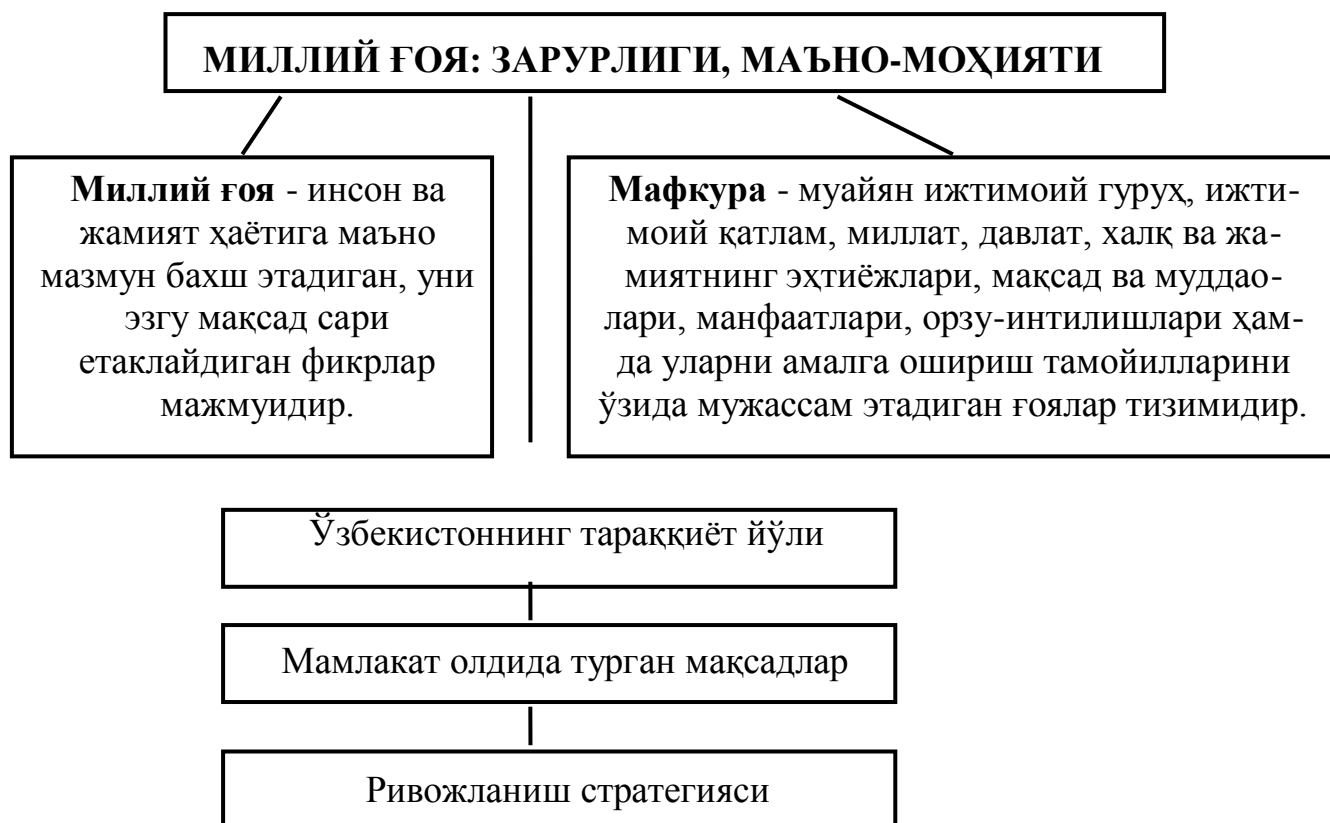 МИЛЛИЙ ҒОЯ: ЗАРУРЛИГИ, МАЪНО-МОҲИЯТИ
Миллий ғоя - инсон ва
жамият ҳаётига маъно
мазмун бахш этадиган, уни
эзгу мақсад сари
етаклайдиган фикрлар
мажмуидир.
Мафкура - муайян ижтимоий гуруҳ, ижти-
моий қатлам, миллат, давлат, халқ ва жа-
миятнинг эҳтиёжлари, мақсад ва муддао-
лари, манфаатлари, орзу-интилишлари ҳам-
да уларни амалга ошириш тамойилларини
ўзида мужассам этадиган ғоялар тизимидир.
Ўзбекистоннинг тараққиёт йўли
Мамлакат олдида турган мақсадлар
Ривожланиш стратегияси